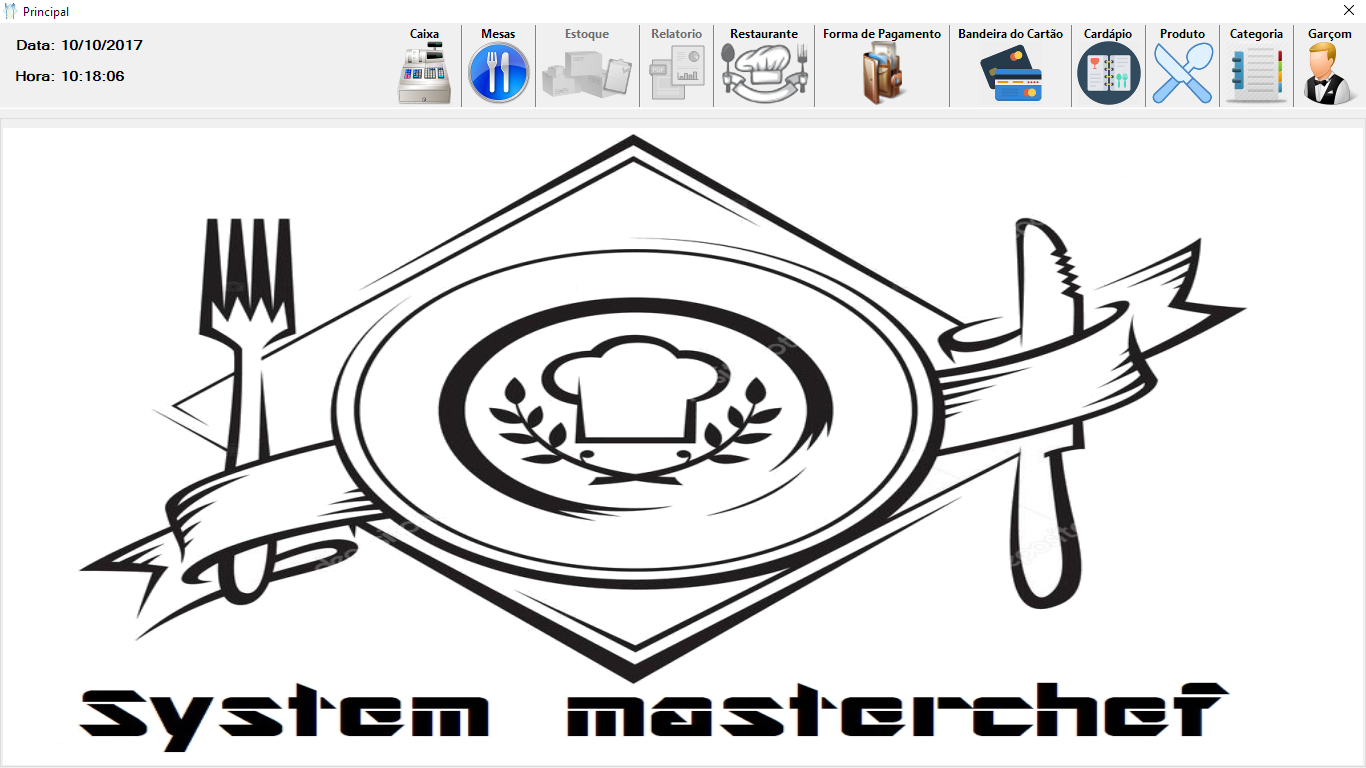 Principal
Data: 10/10/2017
Hora: 10:18:06
Caixa
Mesas
Estoque
Relatorio
Restaurante
Forma de Pagamento
Bandeira do Cartão
Cardápio
Produto
Categoria
Garçom
System masterchef